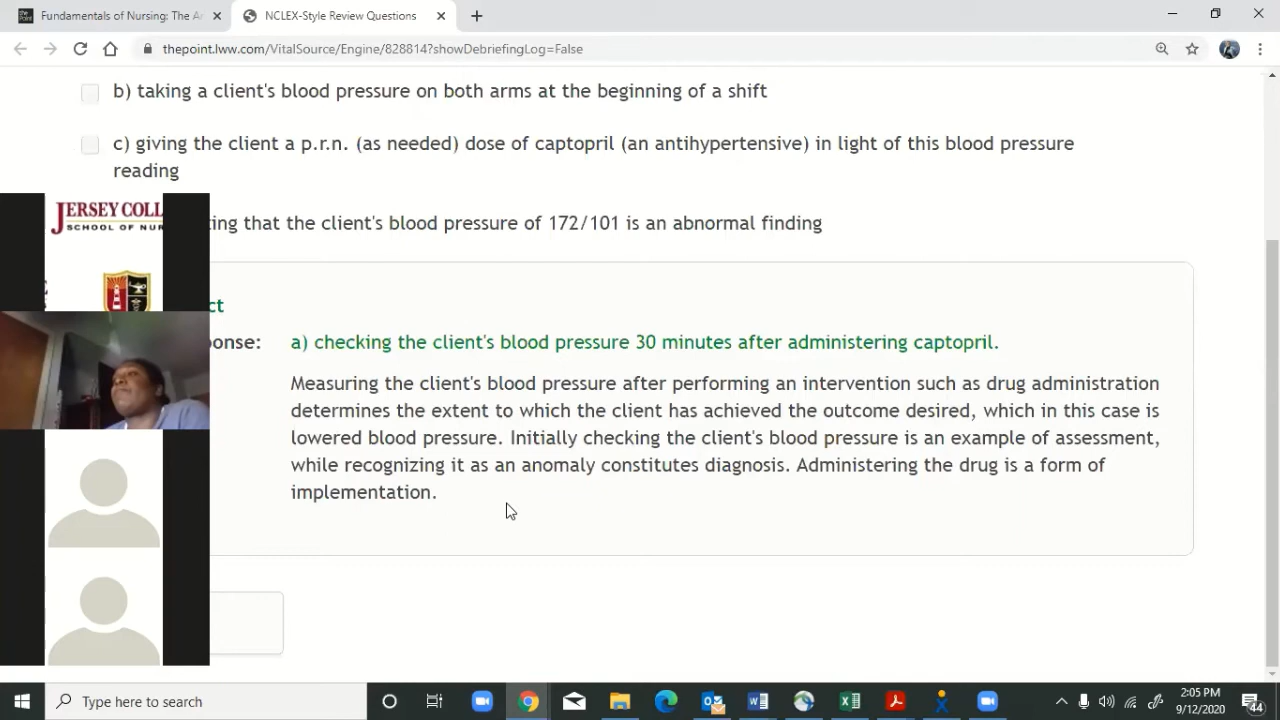 Fundamentals of Nursing: The A
NCLEX-Style Review Questions
thepoint.lww.com/VitalSource/Engine/828814?showDebriefingLog=False
b) taking a client's blood pressure on both arms at the beginning of a shift
c) giving the client a p.r.n. (as needed) dose of captopril (an antihypertensive) in light of this blood pressure
reading
that the client's blood pressure of 172/101 is an abnormal finding
JERSEY COLL
SCHOOL OF NUR
a) checking the client's blood pressure 30 minutes after administering captopril.
Measuring the client's blood pressure after performing an intervention such as drug administration
determines the extent to which the client has achieved the outcome desired, which in this case is
lowered blood pressure. Initially checking the client's blood pressure is an example of assessment,
while recognizing it as an anomaly constitutes diagnosis. Administering the drug is a form of
implementation.
Type here to search
2:05 PM
9/12/2020
44